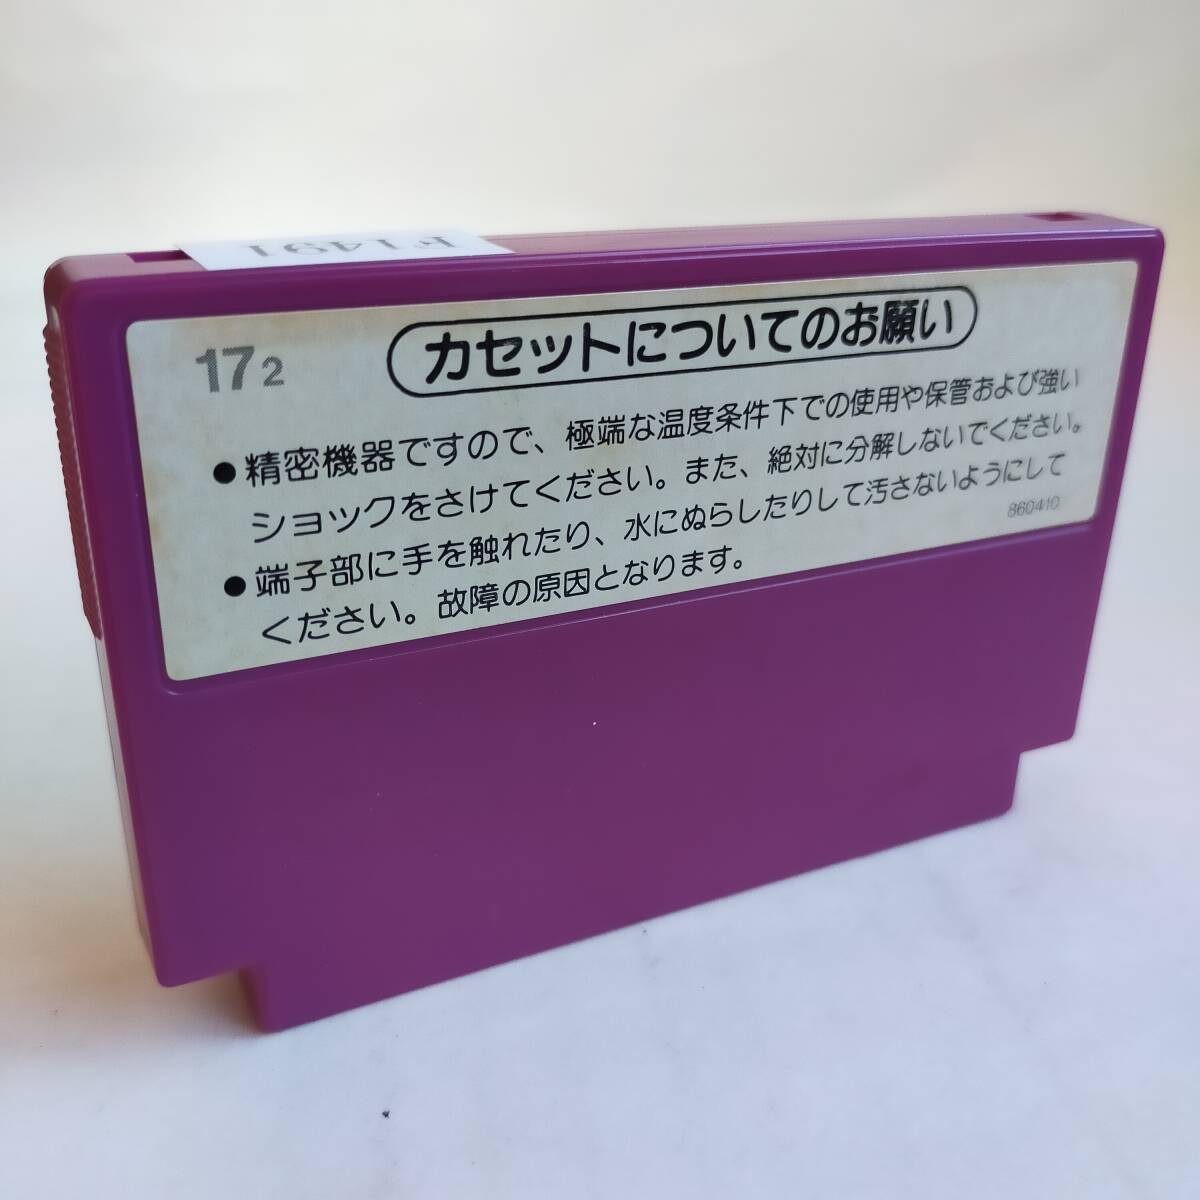 F1491
17 2
カセットについてのお願い
●精密機器ですので、極端な温度条件下での使用や保管および強い
ショックをさけてください。また、絶対に分解しないでください。
●端子部に手を触れたり、水にぬらしたりして汚さないようにして
ください。故障の原因となります。
860410